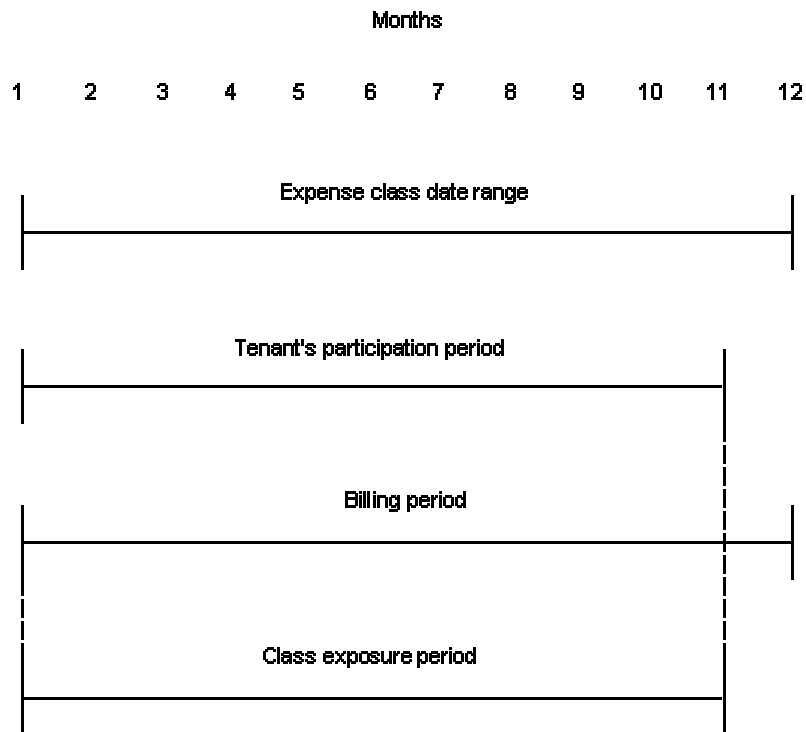 Months
1 2 3 4 5 6 7 8 9 10 11 12
Expense class date range
Tenant's participation period
Billing period
Class exposure period